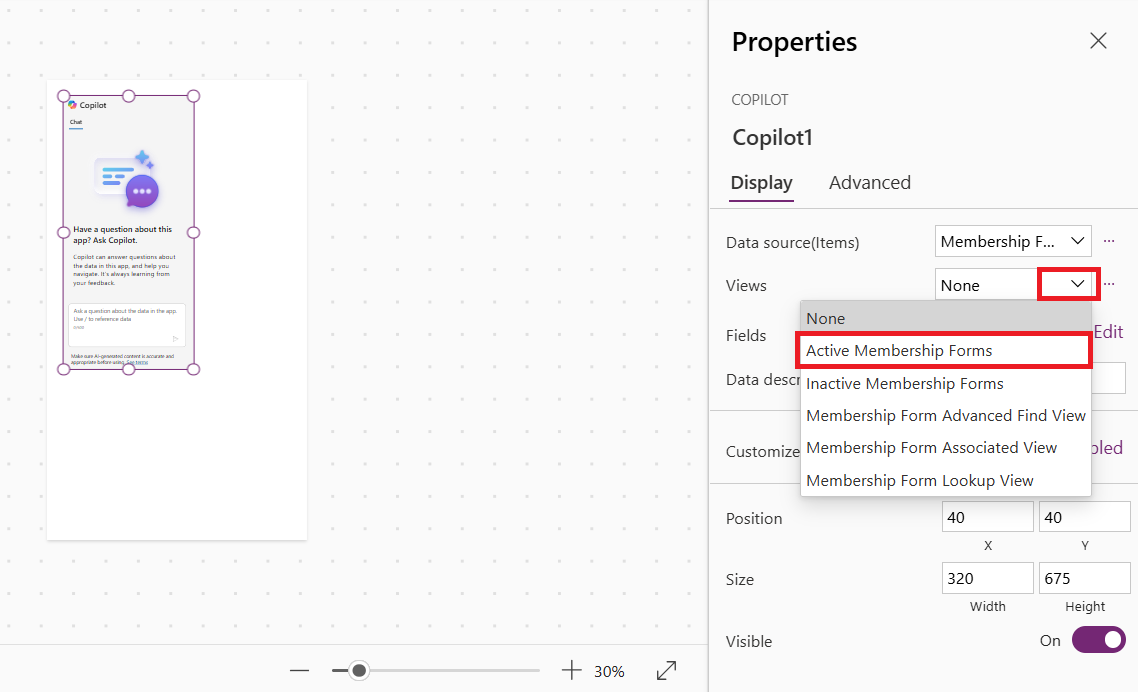 Copilot
Chat
Have a question about this
app? Ask Copilot.
Copilot can answer questions about
the data in this app, and help you
navigate. It's always learning from
your feedback.
Ask a question about the data in the app.
Use / to reference data
0/500
Make sure AI-generated content is accurate and
appropriate before using. See terms
30%
Properties
COPILOT
Copilot1
Display Advanced
Data source(Items) Membership F... ...
Views None ...
None
Fields Edit
Active Membership Forms
Data descr
Inactive Membership Forms
Membership Form Advanced Find View
Customize bled
Membership Form Associated View
Membership Form Lookup View
Position 40 40
X Y
Size 320 675
Width Height
Visible On